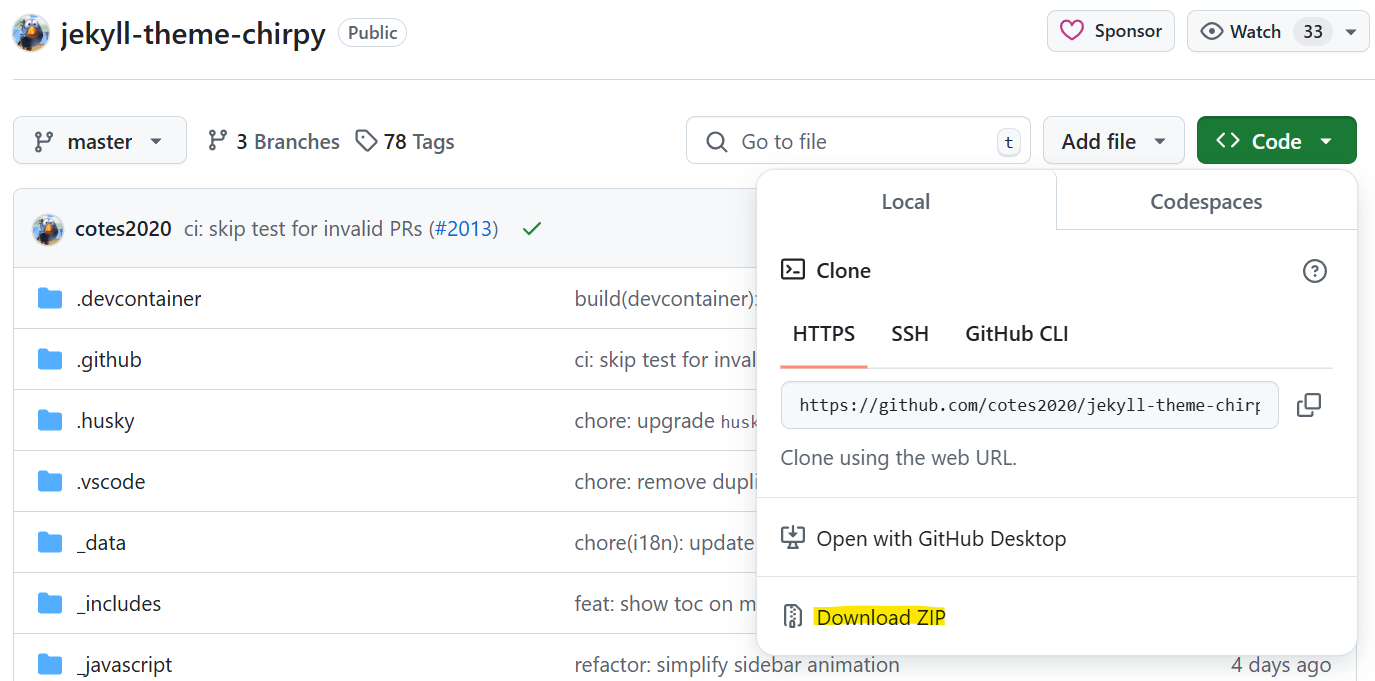 jekyll-theme-chirpy Public Sponsor Watch 33
master 3 Branches 78 Tags Go to file t Add file Code
Local Codespaces
cotes2020 ci: skip test for invalid PRs (#2013)
Clone
.devcontainer build(devcontainer):
HTTPS SSH GitHub CLI
.github ci: skip test for inval
https://github.com/cotes2020/jekyll-theme-chirp
.husky chore: upgrade husk
Clone using the web URL.
.vscode chore: remove dupli
_data chore(i18n): update
Open with GitHub Desktop
_includes feat: show toc on m
Download ZIP
_javascript refactor: simplify sidebar animation 4 days ago